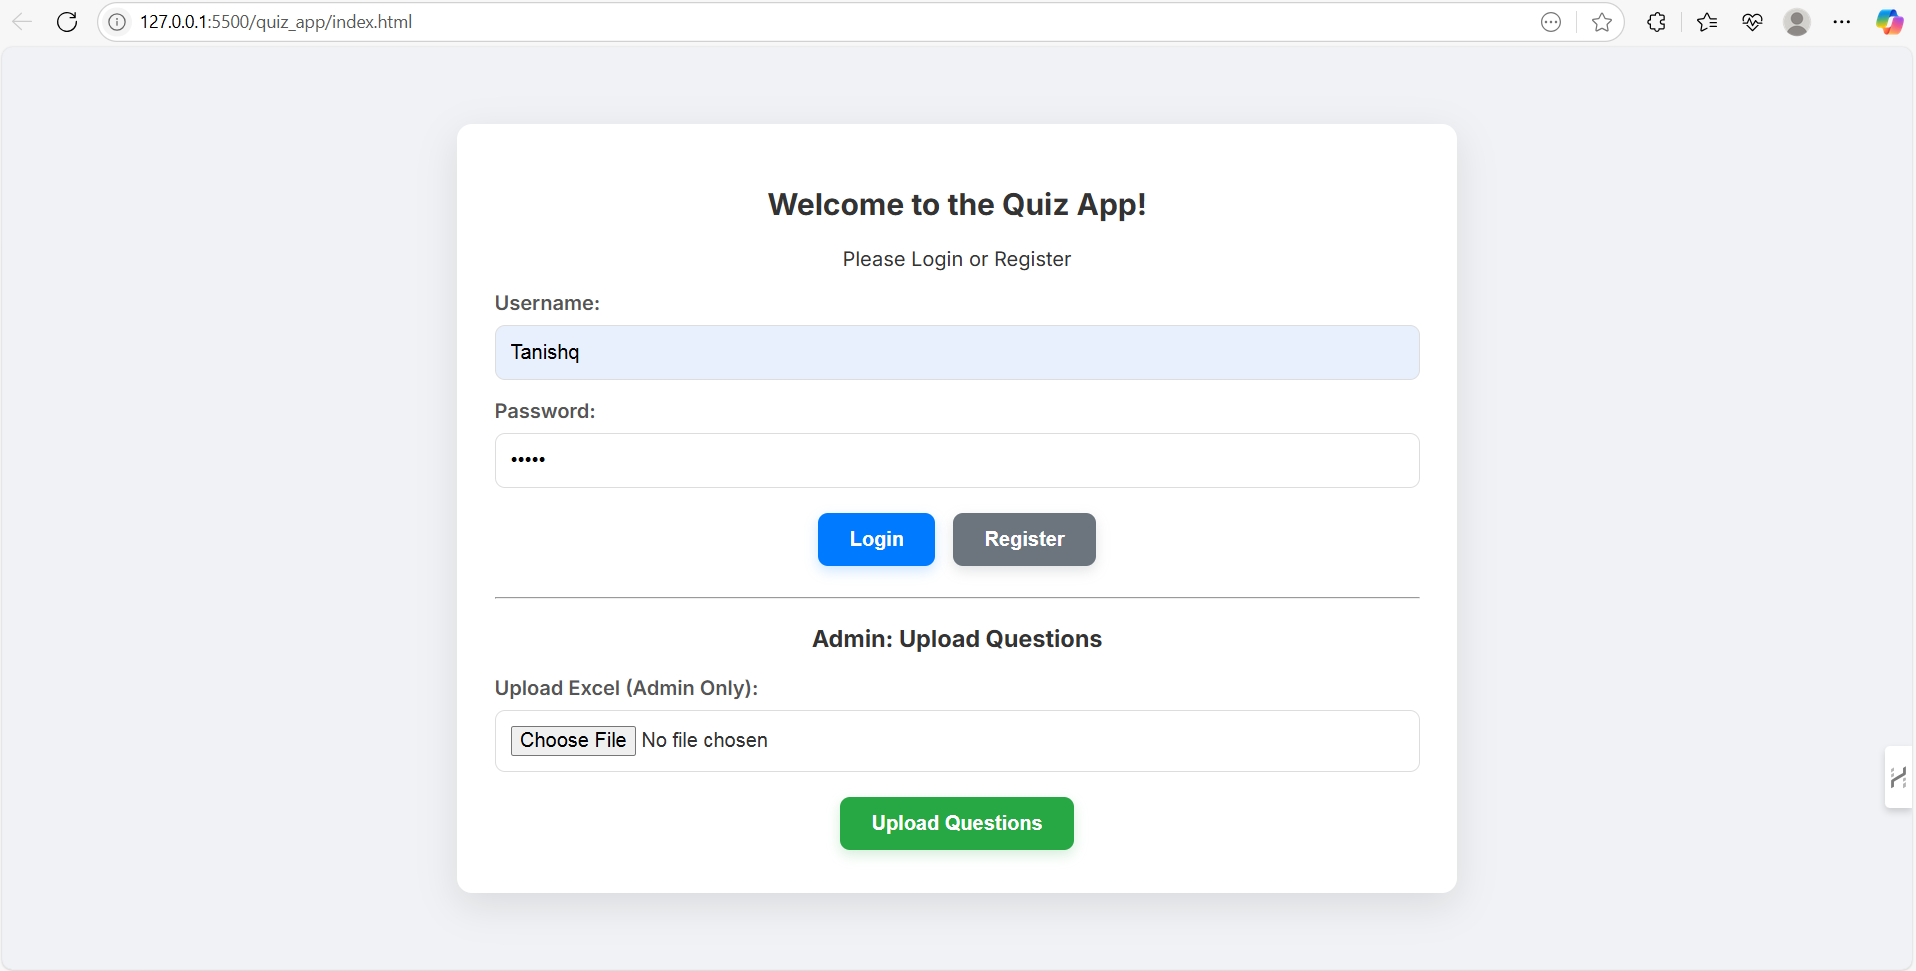 127.0.0.1:5500/quiz_app/index.html
Welcome to the Quiz App!
Please Login or Register
Username:
Tanishq
Password:
•••••
Login Register
Admin: Upload Questions
Upload Excel (Admin Only):
Choose File No file chosen
Upload Questions